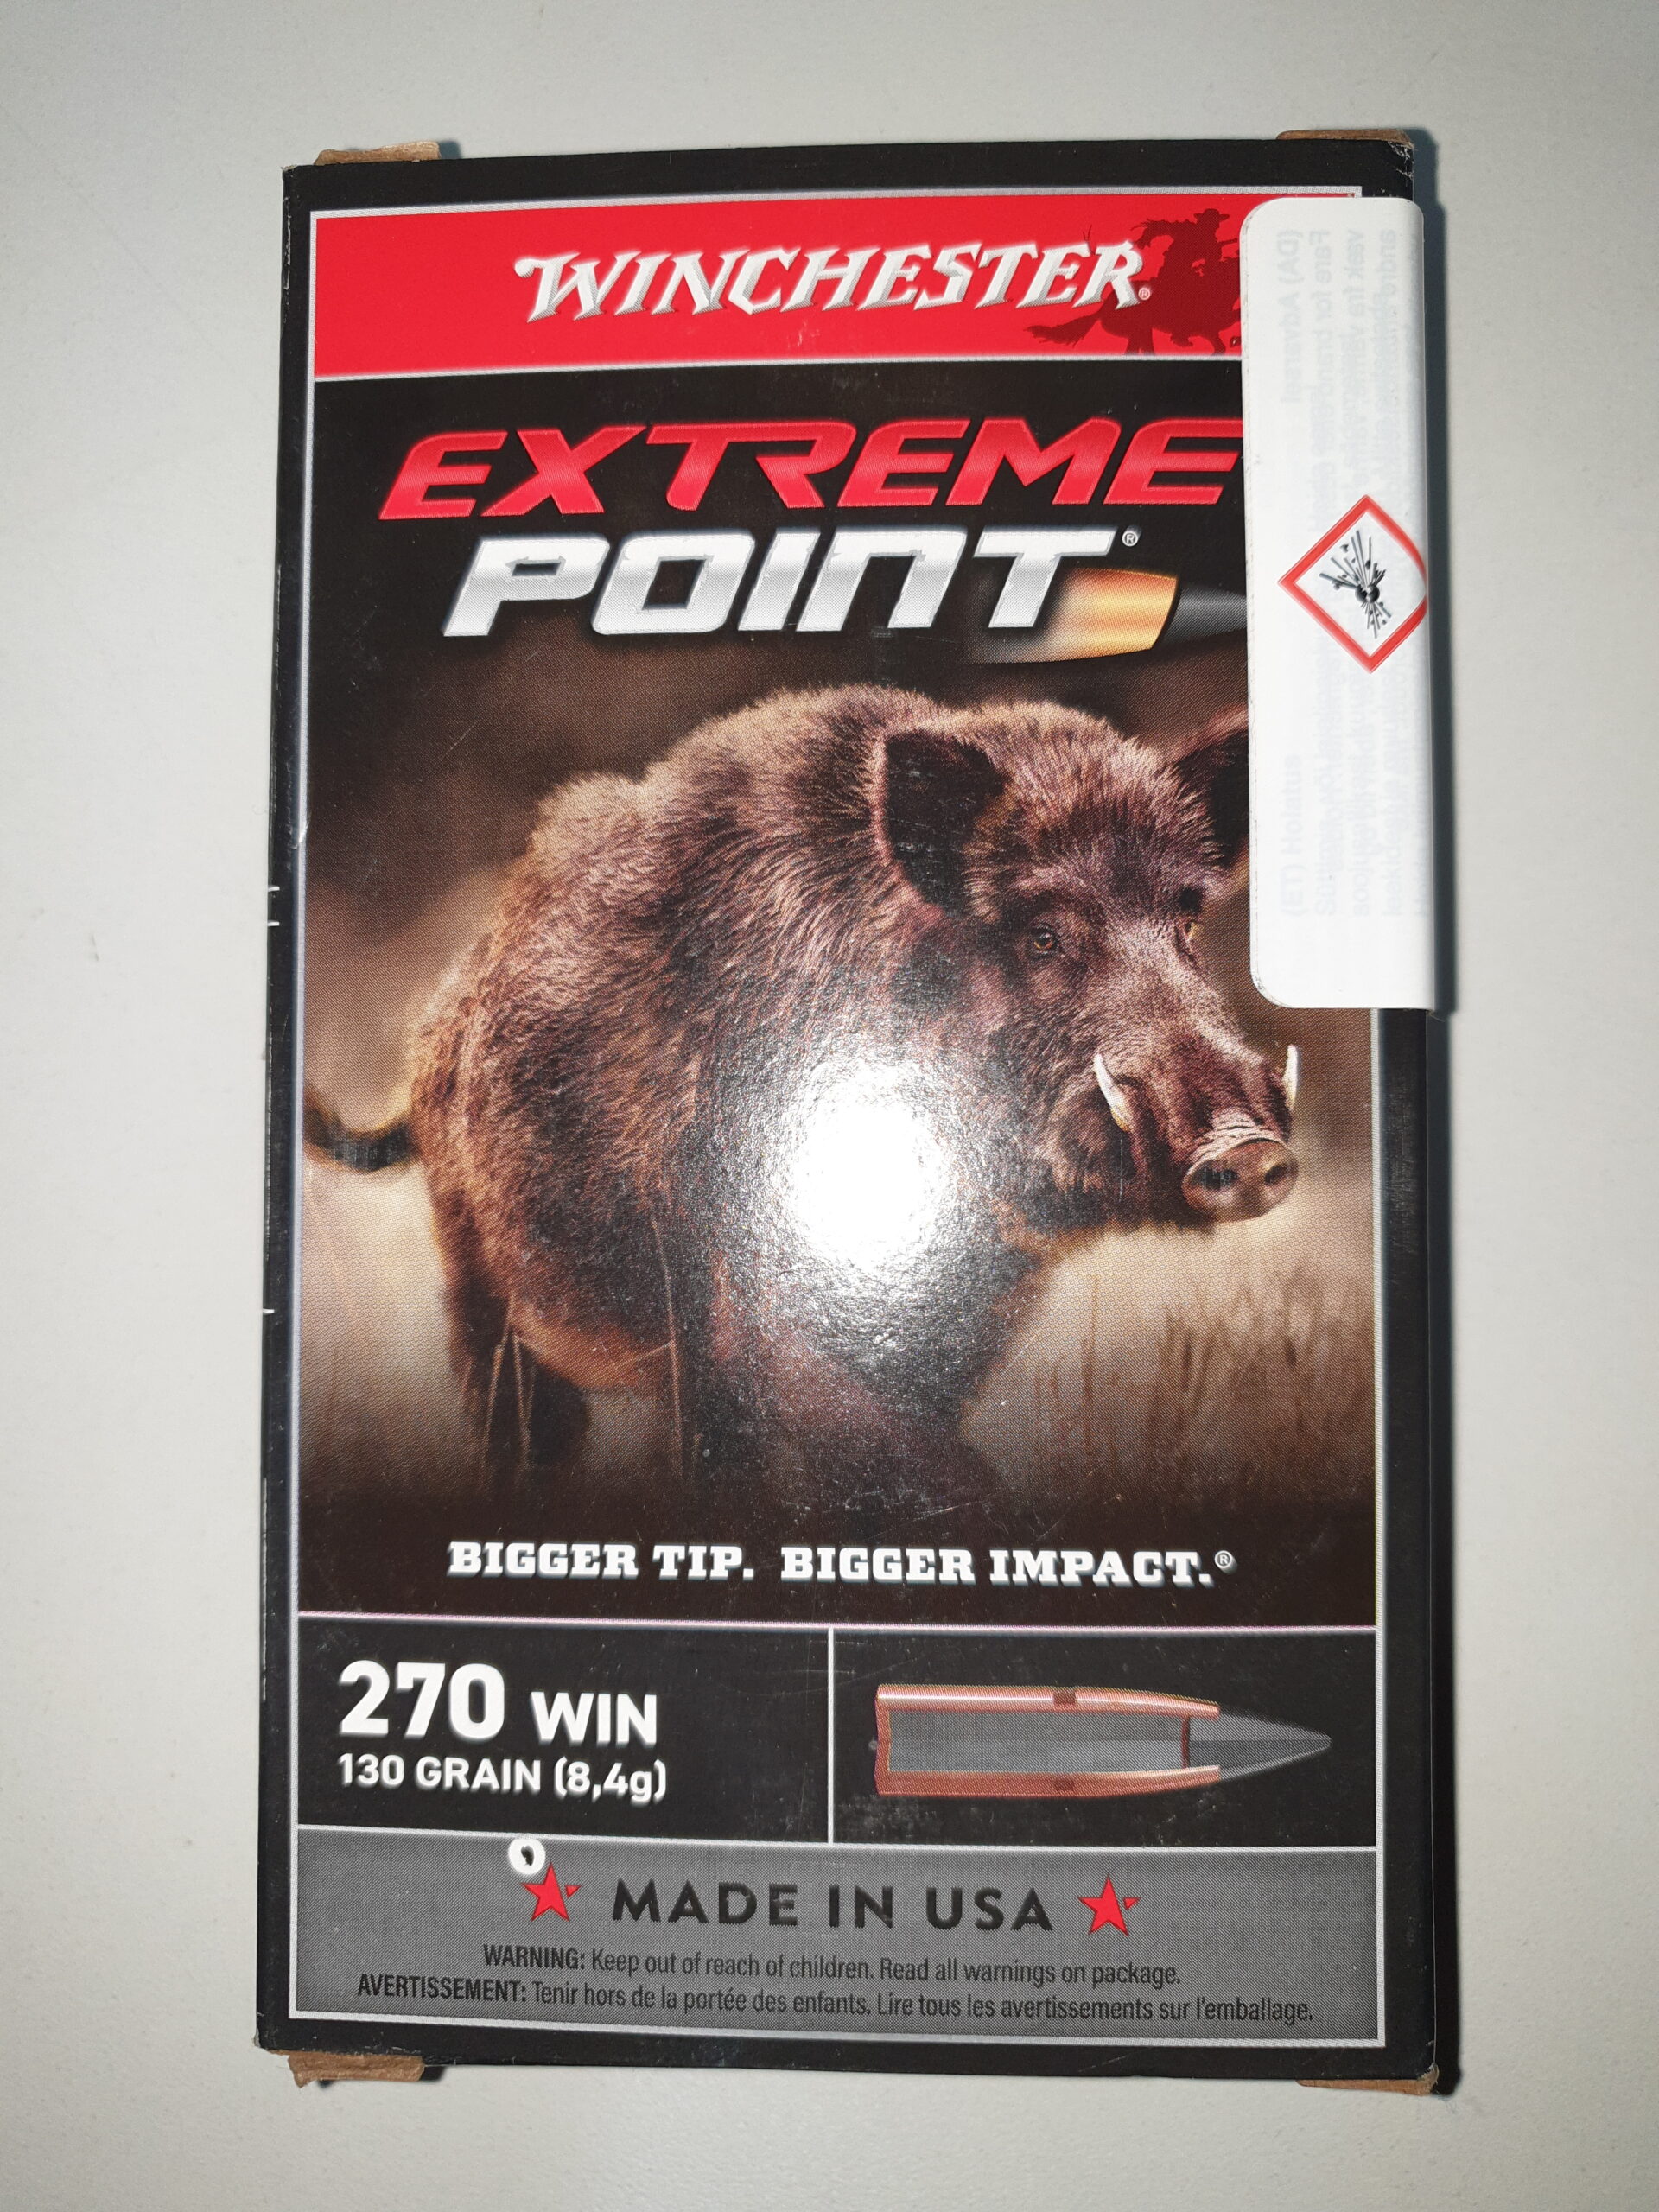 WINCHESTER®
EXTREME
POINT®
BIGGER TIP. BIGGER IMPACT.®
270 WIN
130 GRAIN (8,4g)
MADE IN USA
WARNING: Keep out of reach of children. Read all warnings on package.
AVERTISSEMENT: Tenir hors de la portée des enfants. Lire tous les avertissements sur l'emballage.